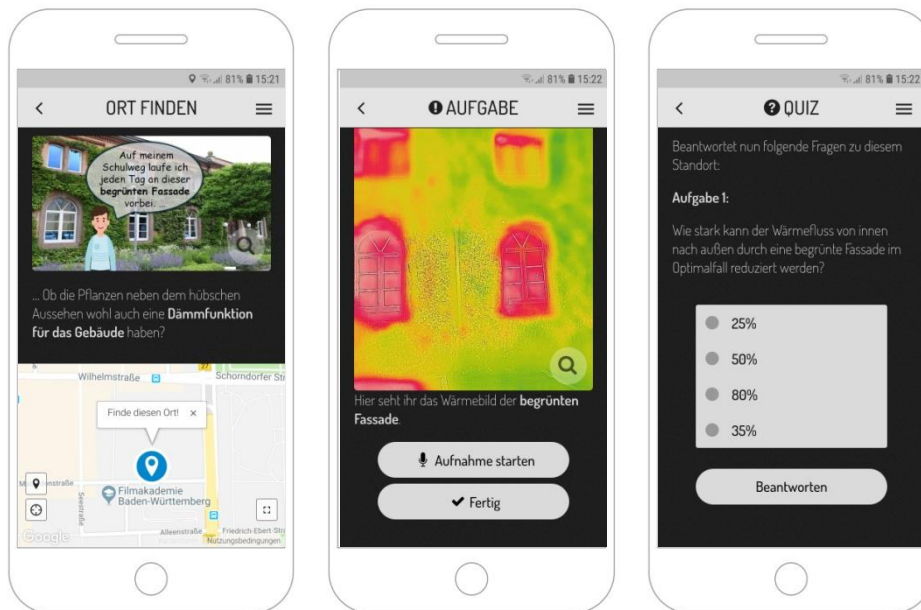 81% 15:21
ORT FINDEN
Auf meinem
Schulweg laufe ich
jeden Tag an dieser
begrünten Fassade
vorbei. ...
... Ob die Pflanzen neben dem hübschen
Aussehen wohl auch eine Dämmfunktion
für das Gebäude haben?
27
Wilhelmstraße
Schorndorfer Str
Finde diesen Ort! ×
Seestraße
Filmakademie
Baden-Württemberg
Alleenstraße
Friedrich-Ebert-Str
Google
Nutzungsbedingungen
81% 15:22
AUFGABE
Hier seht ihr das Wärmebild der begrünten
Fassade.
Aufnahme starten
Fertig
81% 15:22
QUIZ
Beantwortet nun folgende Fragen zu diesem
Standort:
Aufgabe 1:
Wie stark kann der Wärmefluss von innen
nach außen durch eine begrünte Fassade im
Optimalfall reduziert werden?
25%
50%
80%
35%
Beantworten